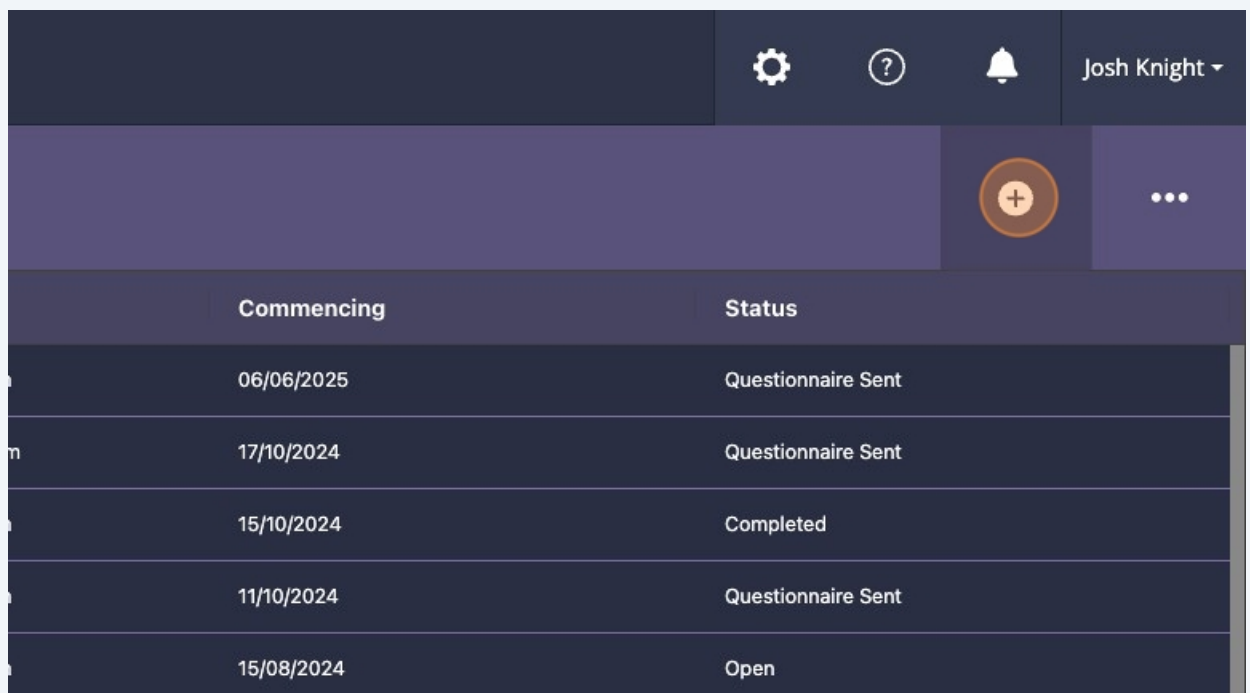 Josh Knight
Commencing Status
06/06/2025 Questionnaire Sent
m 17/10/2024 Questionnaire Sent
15/10/2024 Completed
11/10/2024 Questionnaire Sent
15/08/2024 Open